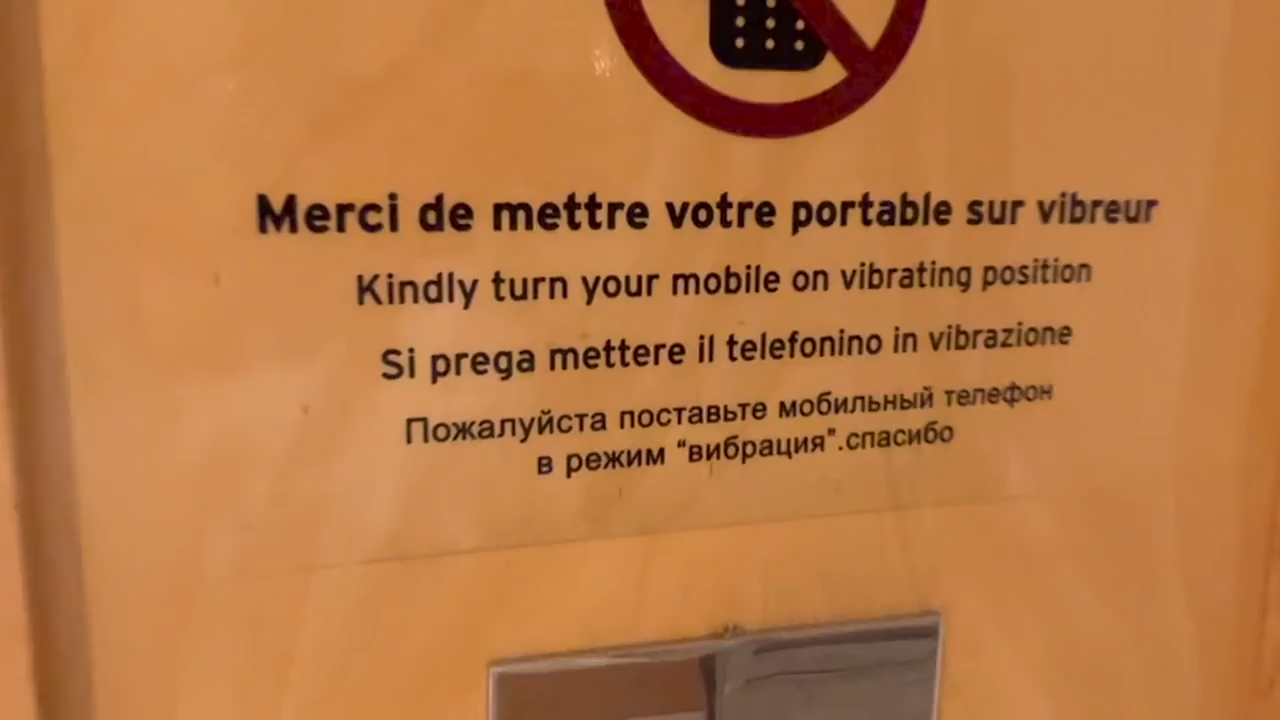 Merci de mettre votre portable sur vibreur
Kindly turn your mobile on vibrating position
Si prega mettere il telefonino in vibrazione
Пожалуйста поставьте мобильный телефон
в режим “вибрация”.спасибо